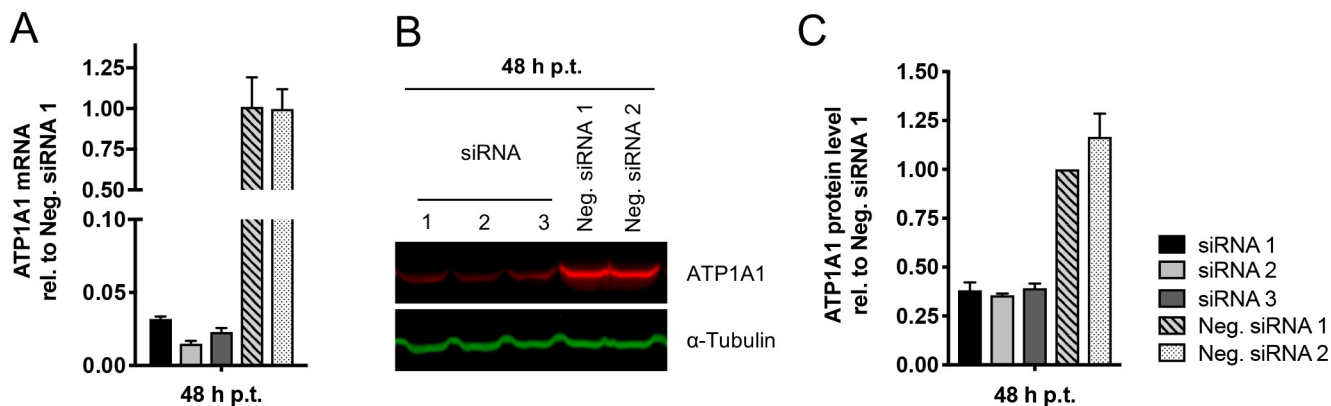 A
ATP1A1 mRNA
rel. to Neg. siRNA 1
1.25
1.00
0.75
0.50
0.10
0.05
0.00
48 h p.t.
B
48 h p.t.
siRNA
Neg. siRNA 1
Neg. siRNA 2
1 2 3
ATP1A1
α-Tubulin
C
ATP1A1 protein level
rel. to Neg. siRNA 1
1.50
1.25
1.00
0.75
0.50
0.25
0.00
48 h p.t.
siRNA 1
siRNA 2
siRNA 3
Neg. siRNA 1
Neg. siRNA 2